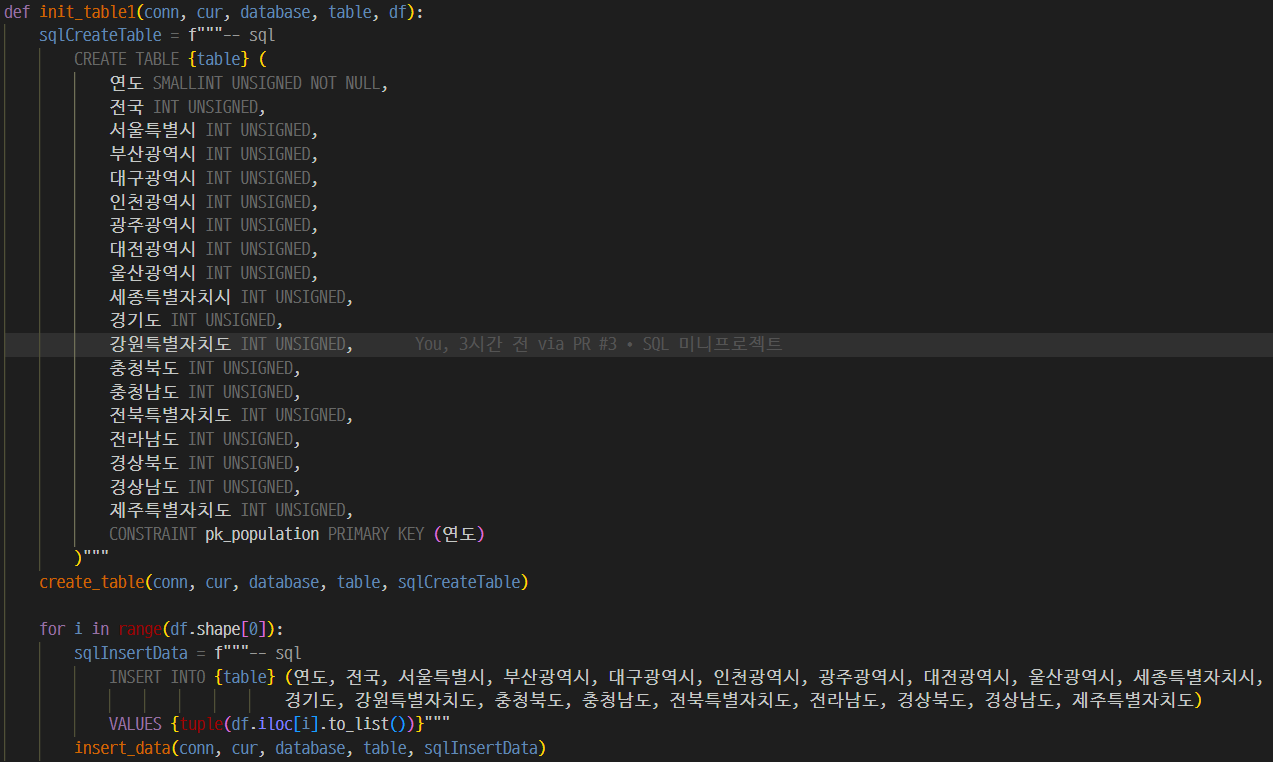 def init_table1(conn, cur, database, table, df):
    sqlCreateTable = f"""-- sql
        CREATE TABLE {table} (
            연도 SMALLINT UNSIGNED NOT NULL,
            전국 INT UNSIGNED,
            서울특별시 INT UNSIGNED,
            부산광역시 INT UNSIGNED,
            대구광역시 INT UNSIGNED,
            인천광역시 INT UNSIGNED,
            광주광역시 INT UNSIGNED,
            대전광역시 INT UNSIGNED,
            울산광역시 INT UNSIGNED,
            세종특별자치시 INT UNSIGNED,
            경기도 INT UNSIGNED,
            강원특별자치도 INT UNSIGNED,       You, 3시간 전 via PR #3 • SQL 미니프로젝트
            충청북도 INT UNSIGNED,
            충청남도 INT UNSIGNED,
            전북특별자치도 INT UNSIGNED,
            전라남도 INT UNSIGNED,
            경상북도 INT UNSIGNED,
            경상남도 INT UNSIGNED,
            제주특별자치도 INT UNSIGNED,
            CONSTRAINT pk_population PRIMARY KEY (연도)
        )"""
    create_table(conn, cur, database, table, sqlCreateTable)

    for i in range(df.shape[0]):
        sqlInsertData = f"""-- sql
            INSERT INTO {table} (연도, 전국, 서울특별시, 부산광역시, 대구광역시, 인천광역시, 광주광역시, 대전광역시, 울산광역시, 세종특별자치시,
                                경기도, 강원특별자치도, 충청북도, 충청남도, 전북특별자치도, 전라남도, 경상북도, 경상남도, 제주특별자치도)
            VALUES {tuple(df.iloc[i].to_list())}"""
        insert_data(conn, cur, database, table, sqlInsertData)